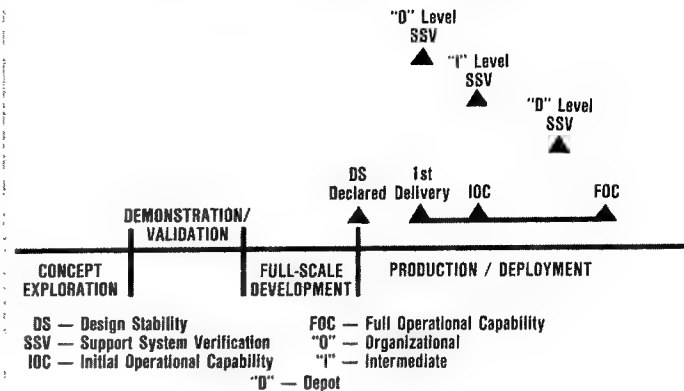 "O" Level
SSV
"I" Level
SSV
"D" Level
SSV
DS
Declared
1st
Delivery
IOC
FOC
DEMONSTRATION/
VALIDATION
CONCEPT
EXPLORATION
FULL-SCALE
DEVELOPMENT
PRODUCTION / DEPLOYMENT
DS — Design Stability
SSV — Support System Verification
IOC — Initial Operational Capability
FOC — Full Operational Capability
"O" — Organizational
"I" — Intermediate
"D" — Depot